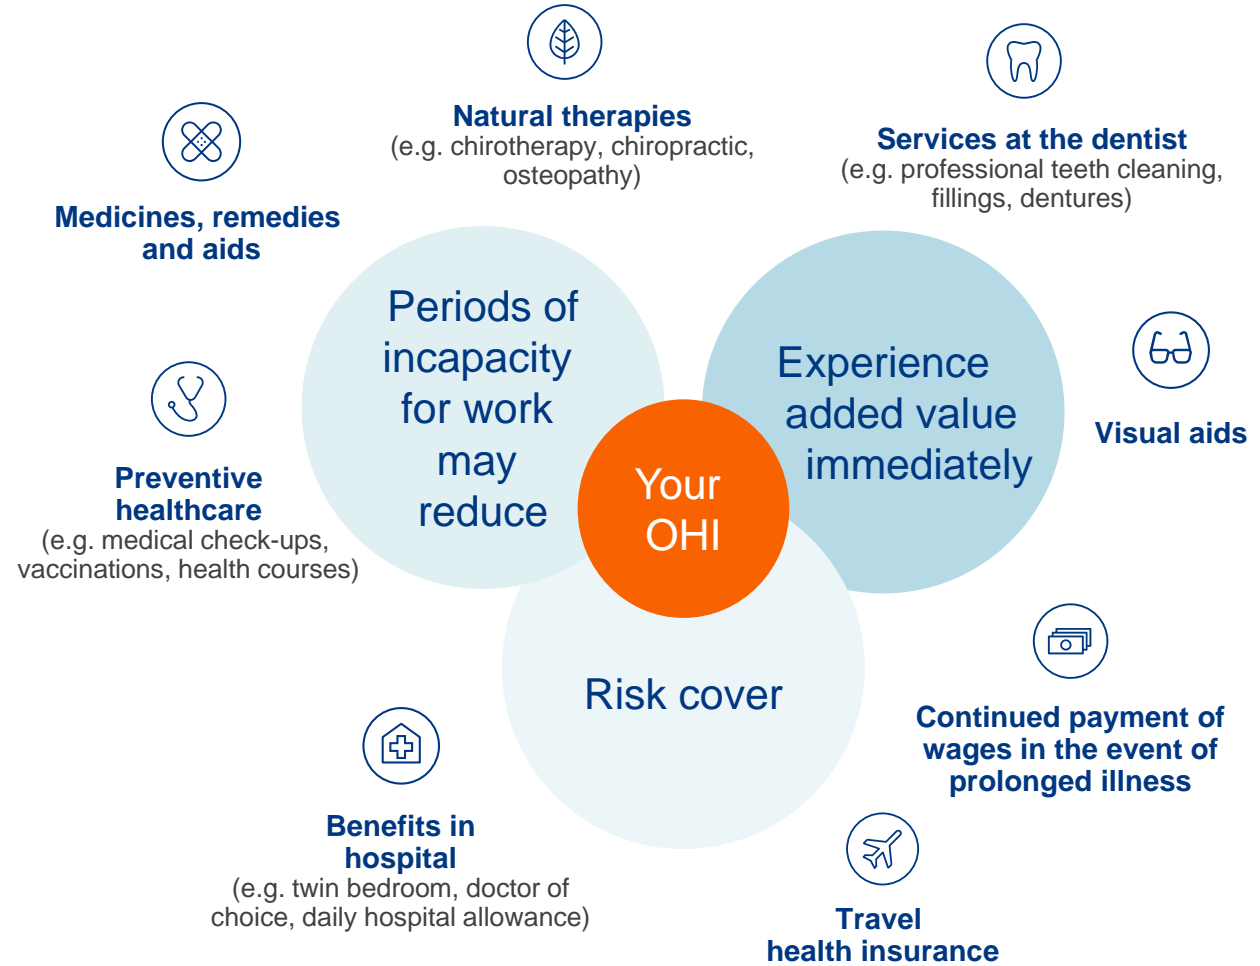 Natural therapies
(e.g. chirotherapy, chiropractic,
osteopathy)
Services at the dentist
(e.g. professional teeth cleaning,
fillings, dentures)
Medicines, remedies
and aids
Periods of
incapacity
for work
may
reduce
Experience
added value
immediately
Visual aids
Preventive
healthcare
(e.g. medical check-ups,
vaccinations, health courses)
Your
OHI
Risk cover
Continued payment of
wages in the event of
prolonged illness
Benefits in
hospital
(e.g. twin bedroom, doctor of
choice, daily hospital allowance)
Travel
health insurance